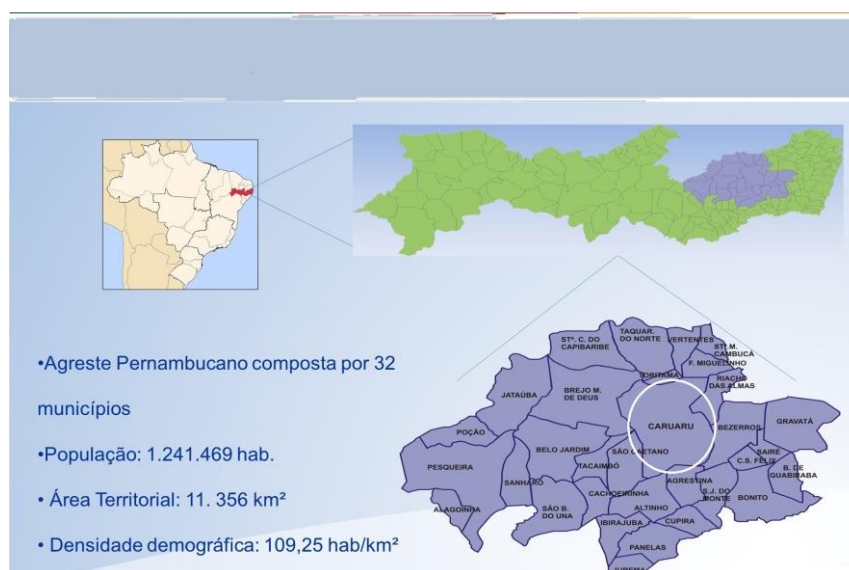 •Agreste Pernambucano composta por 32
municípios
•População: 1.241.469 hab.
• Área Territorial: 11. 356 km²
• Densidade demográfica: 109,25 hab/km²
TAQUAR.
DO NORTE
VERTENTES
STª. C. DO
CAPIBARIBE
STª.M.
CAMBUCÁ
F. MIGUELINHO
TORITAMA
RIACHO
DAS ALMAS
JATAÚBA
BREJO M.
DE DEUS
CARUARU
BEZERROS
GRAVATÁ
POÇÃO
BELO JARDIM
SÃO CAETANO
SAIRÉ
C.S. FÉLIX
PESQUEIRA
TACAIMBÓ
B. DE
GUABIRABA
SANHARÓ
AGRESTINA
CACHOEIRINHA
S.J. DO
MONTE
BONITO
ALAGOINHA
SÃO B.
DO UNA
ALTINHO
IBIRAJUBA
CUPIRA
PANELAS
JUREMA